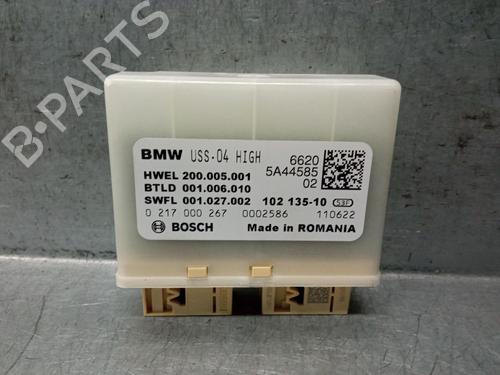 B-PARTS
BMW USS-04 HIGH 6620
HWEL 200.005.001 5A44585
BTLD 001.006.010 02
SWFL 001.027.002 102 135-10 S3F
0 217 000 267 0002586 110622
BOSCH Made in ROMANIA